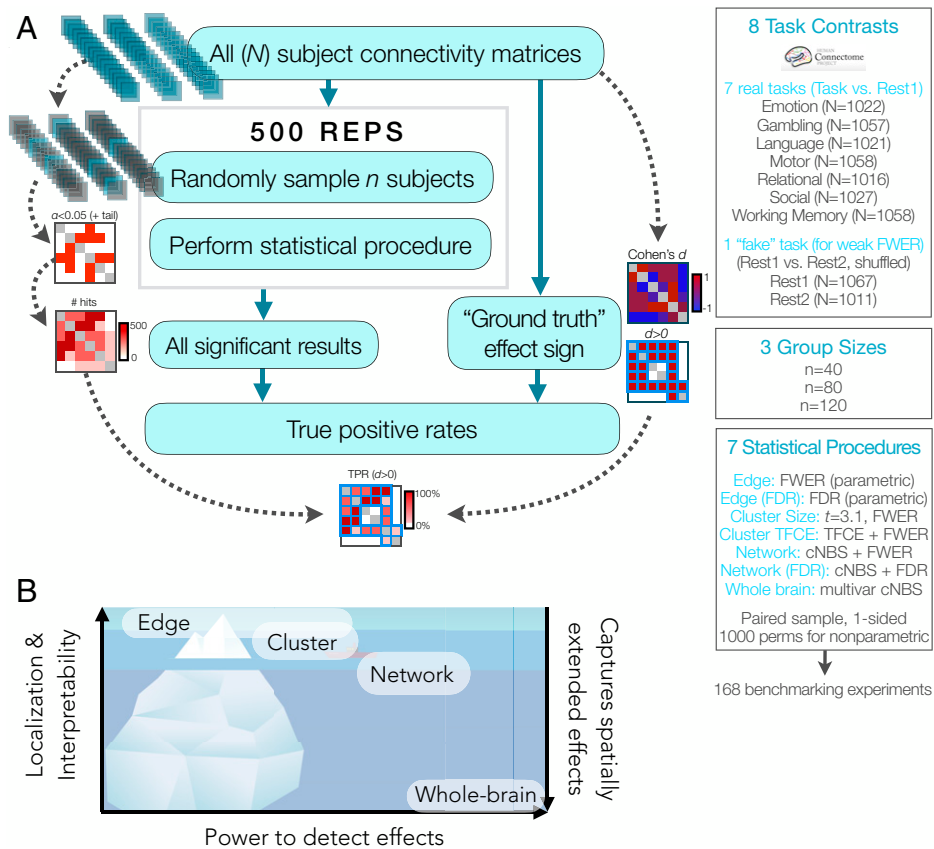 A
All (N) subject connectivity matrices
500 REPS
Randomly sample n subjects
Perform statistical procedure
α<0.05 (+ tail)
# hits
500
0
All significant results
"Ground truth"
effect sign
Cohen's d
1
-1
d>0
True positive rates
TPR (d>0)
100%
0%
8 Task Contrasts
HUMAN
Connectome
PROJECT
7 real tasks (Task vs. Rest1)
Emotion (N=1022)
Gambling (N=1057)
Language (N=1021)
Motor (N=1058)
Relational (N=1016)
Social (N=1027)
Working Memory (N=1058)
1 "fake" task (for weak FWER)
(Rest1 vs. Rest2, shuffled)
Rest1 (N=1067)
Rest2 (N=1011)
3 Group Sizes
n=40
n=80
n=120
7 Statistical Procedures
Edge: FWER (parametric)
Edge (FDR): FDR (parametric)
Cluster Size: t=3.1, FWER
Cluster TFCE: TFCE + FWER
Network: cNBS + FWER
Network (FDR): cNBS + FDR
Whole brain: multivar cNBS
Paired sample, 1-sided
1000 perms for nonparametric
168 benchmarking experiments
B
Localization &
Interpretability
Edge
Cluster
Network
Whole-brain
Captures spatially
extended effects
Power to detect effects